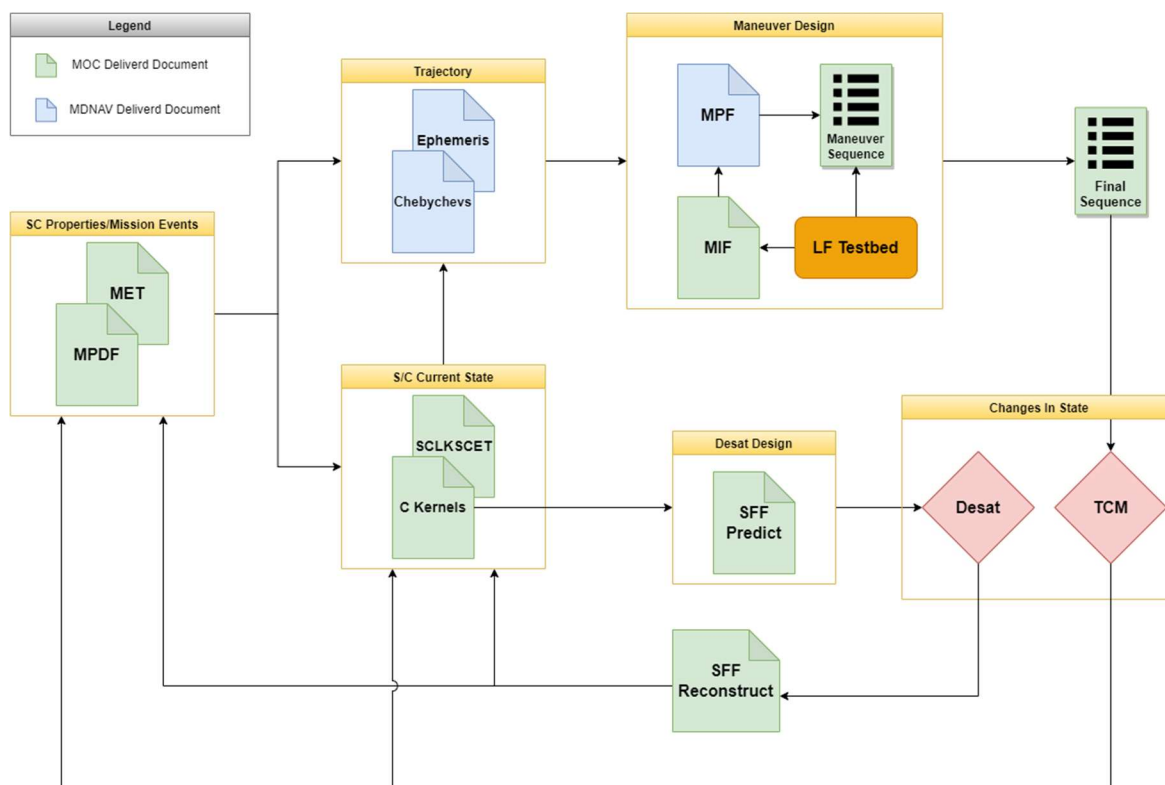 Legend
MOC Deliverd Document
MDNAV Deliverd Document
Trajectory
Ephemeris
Chebychevs
Maneuver Design
MPF
Maneuver
Sequence
MIF
LF Testbed
Final
Sequence
SC Properties/Mission Events
MET
MPDF
S/C Current State
SCLKSCET
C Kernels
Desat Design
SFF
Predict
Changes In State
Desat
TCM
SFF
Reconstruct